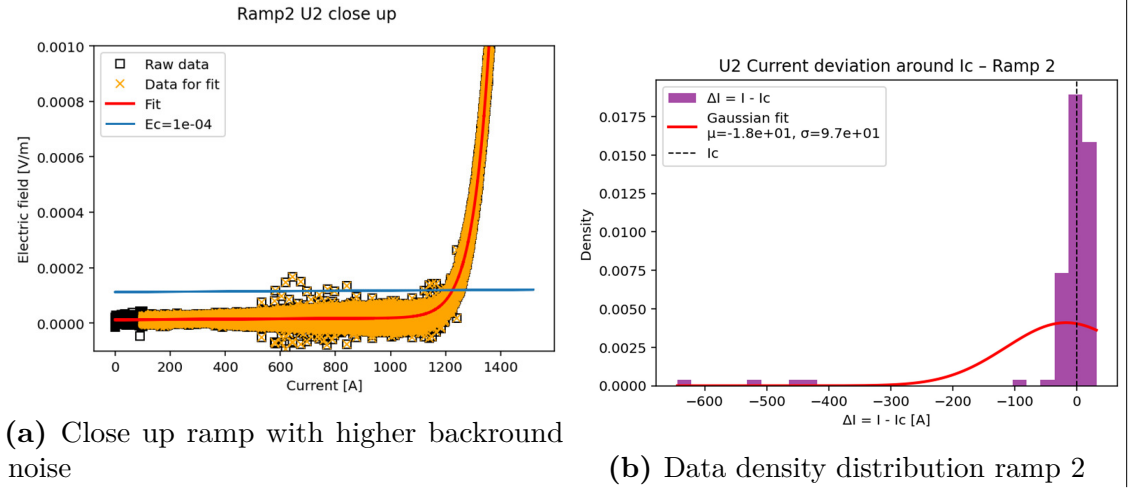 Ramp2 U2 close up
0.0010
0.0008
0.0006
0.0004
0.0002
0.0000
Electric field [V/m]
Raw data
Data for fit
Fit
Ec=1e-04
0
200
400
600
800
1000
1200
1400
Current [A]
(a) Close up ramp with higher backround
noise
U2 Current deviation around Ic – Ramp 2
0.0175
0.0150
0.0125
0.0100
0.0075
0.0050
0.0025
0.0000
Density
ΔI = I - Ic
Gaussian fit
μ=-1.8e+01, σ=9.7e+01
Ic
−600
−500
−400
−300
−200
−100
0
ΔI = I - Ic [A]
(b) Data density distribution ramp 2